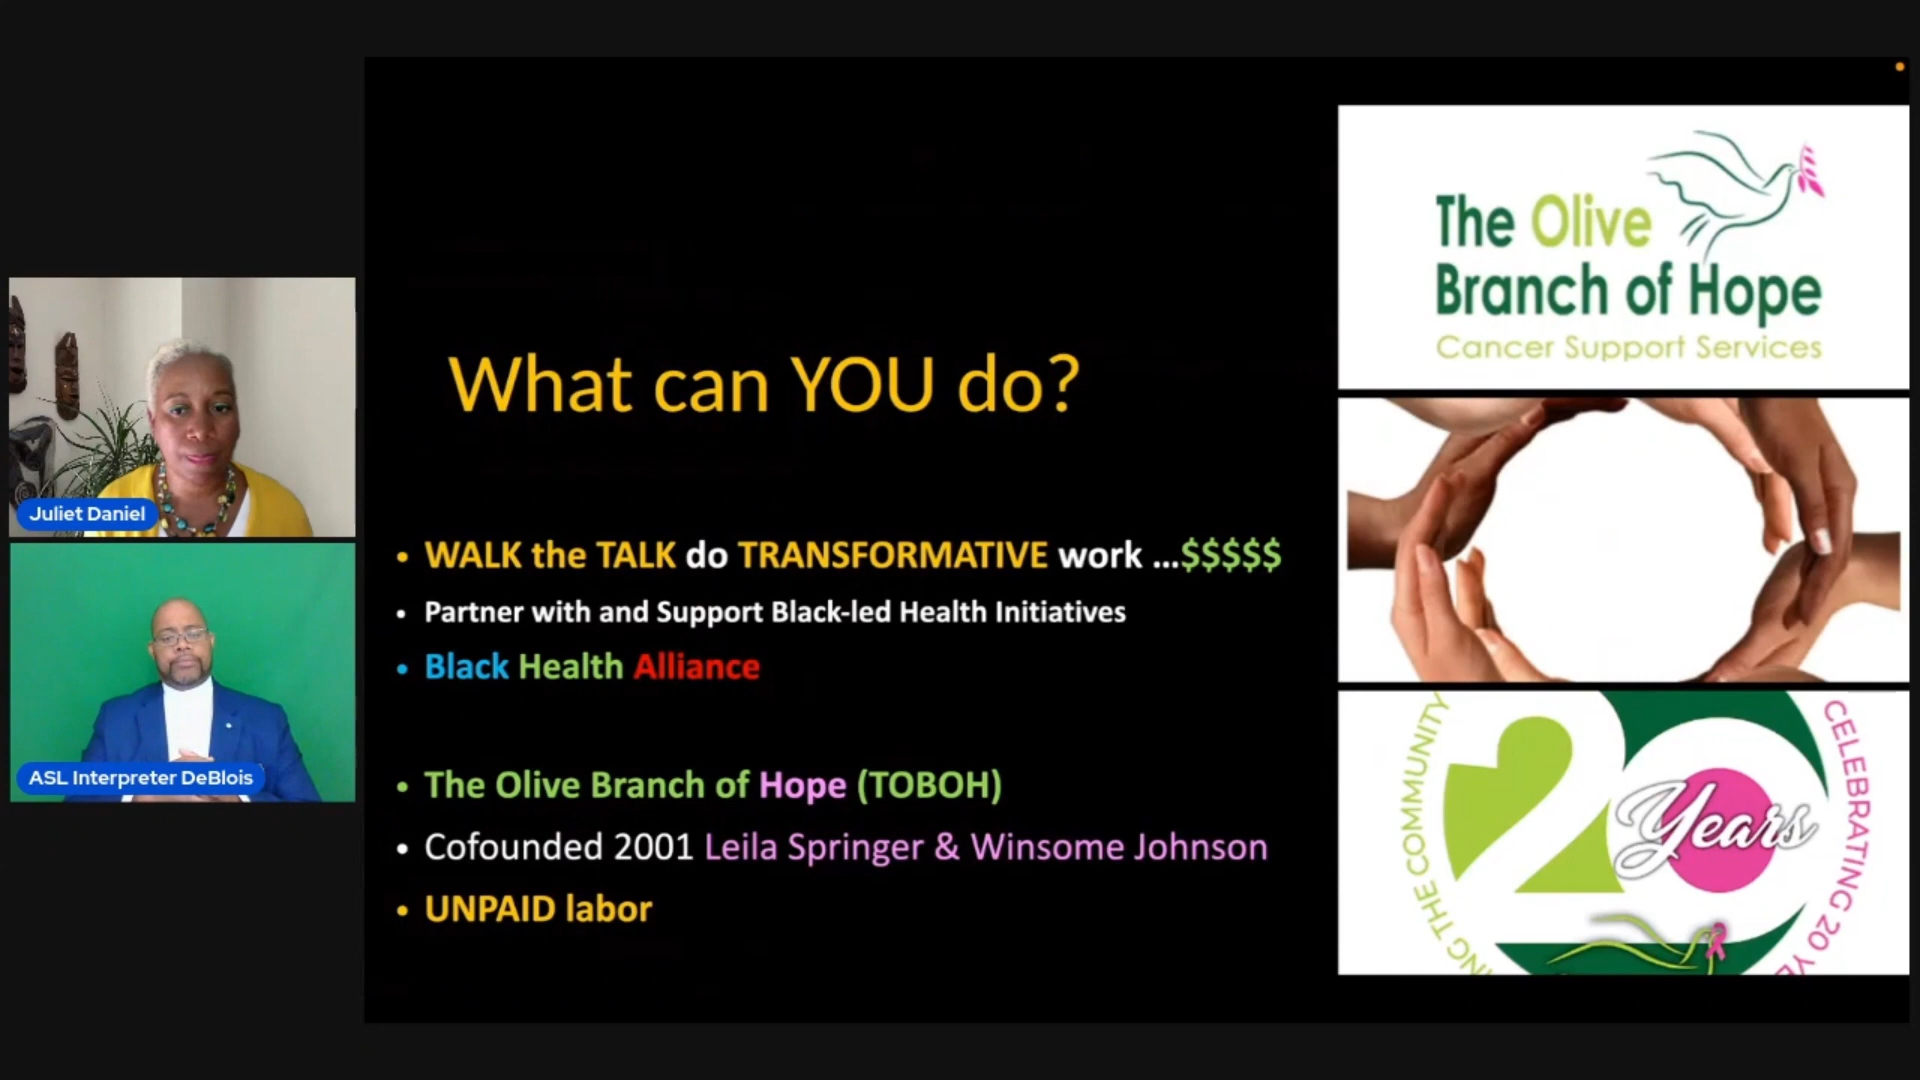 Juliet Daniel
ASL Interpreter DeBlois
What can YOU do?
• WALK the TALK do TRANSFORMATIVE work ...$$$$$
• Partner with and Support Black-led Health Initiatives
• Black Health Alliance
• The Olive Branch of Hope (TOBOH)
• Cofounded 2001 Leila Springer & Winsome Johnson
• UNPAID labor
The Olive
Branch of Hope
Cancer Support Services
20
Years
THE COMMUNITY
CELEBRATING 20